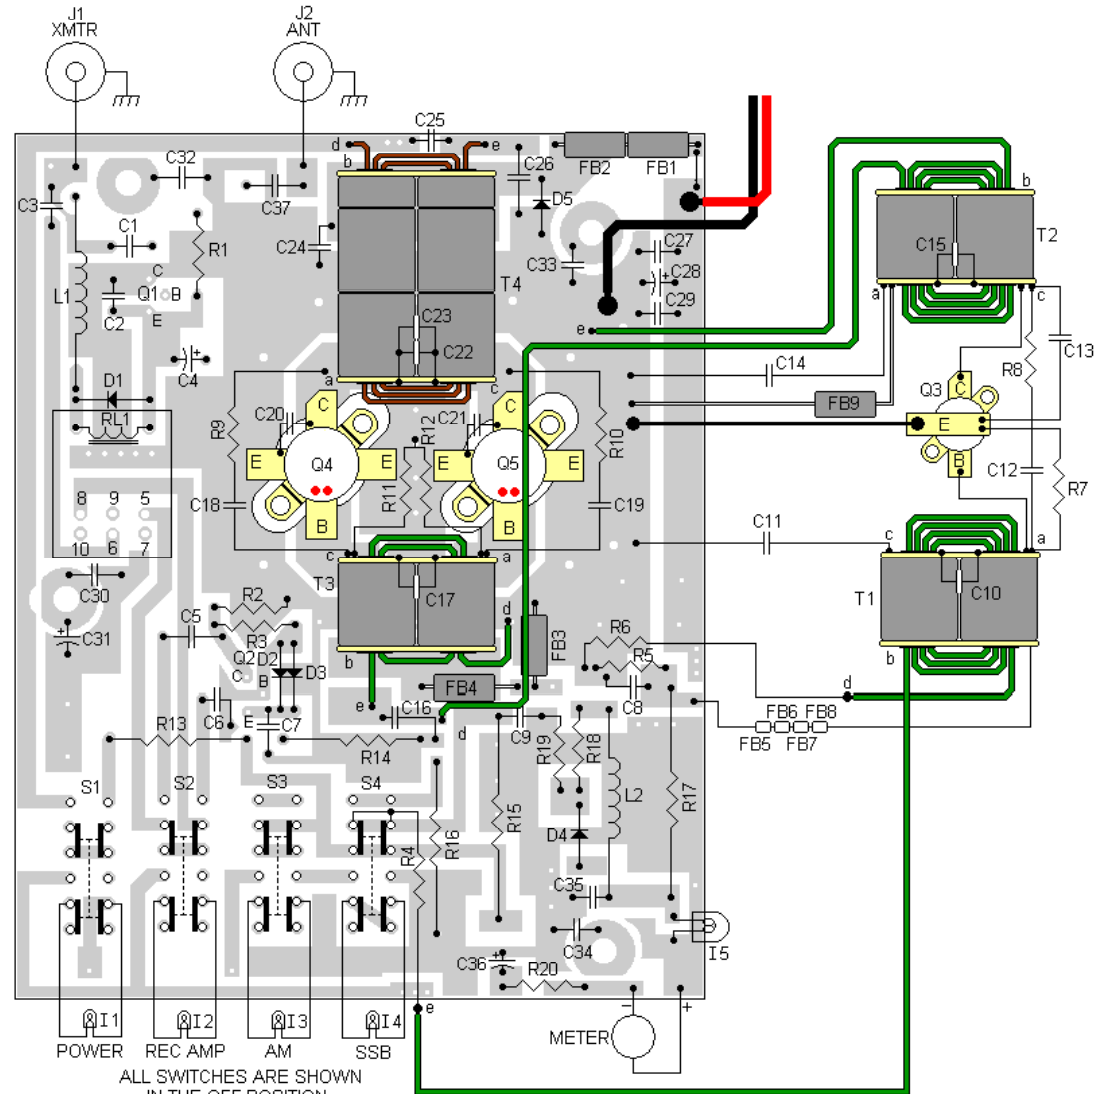 J1
XMTR
J2
ANT
d
C25
e
b
C32
C26
FB2
FB1
C3
C37
D5
b
C1
R1
C24
T2
C27
C15
C33
C
Q1
B
E
L1
C2
T4
C28
a
c
C29
C23
e
C22
C13
C4
+
C14
R8
D1
a
c
RL1
C20
C21
FB9
Q3
C
E
B
R9
R12
R10
C
E
Q4
E
B
C
E
Q5
E
B
C12
R7
8
9
5
R11
C18
C19
10
6
7
C11
c
a
c
a
C30
T3
C17
b
T1
C10
R2
C5
d
R6
C31
+
R3
FB3
b
Q2
C
B
E
D2
D3
R5
FB4
C8
d
C6
C7
e
C16
d
C9
FB6
FB8
FB5
FB7
R13
R14
R19
R18
S1
S2
S3
S4
L2
R17
R15
R16
D4
R4
C35
C34
I5
C36
+
R20
I1
I2
I3
I4
e
-
+
POWER
REC AMP
AM
SSB
METER
ALL SWITCHES ARE SHOWN
IN THE OFF POSITION